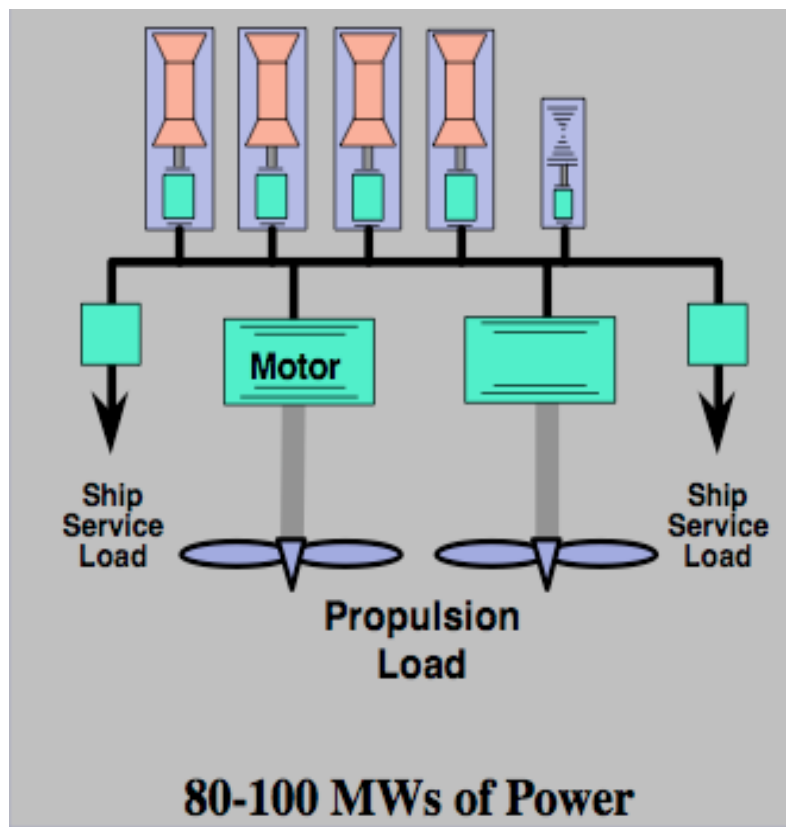 Motor
Ship
Service
Load
Ship
Service
Load
Propulsion
Load
80-100 MWs of Power